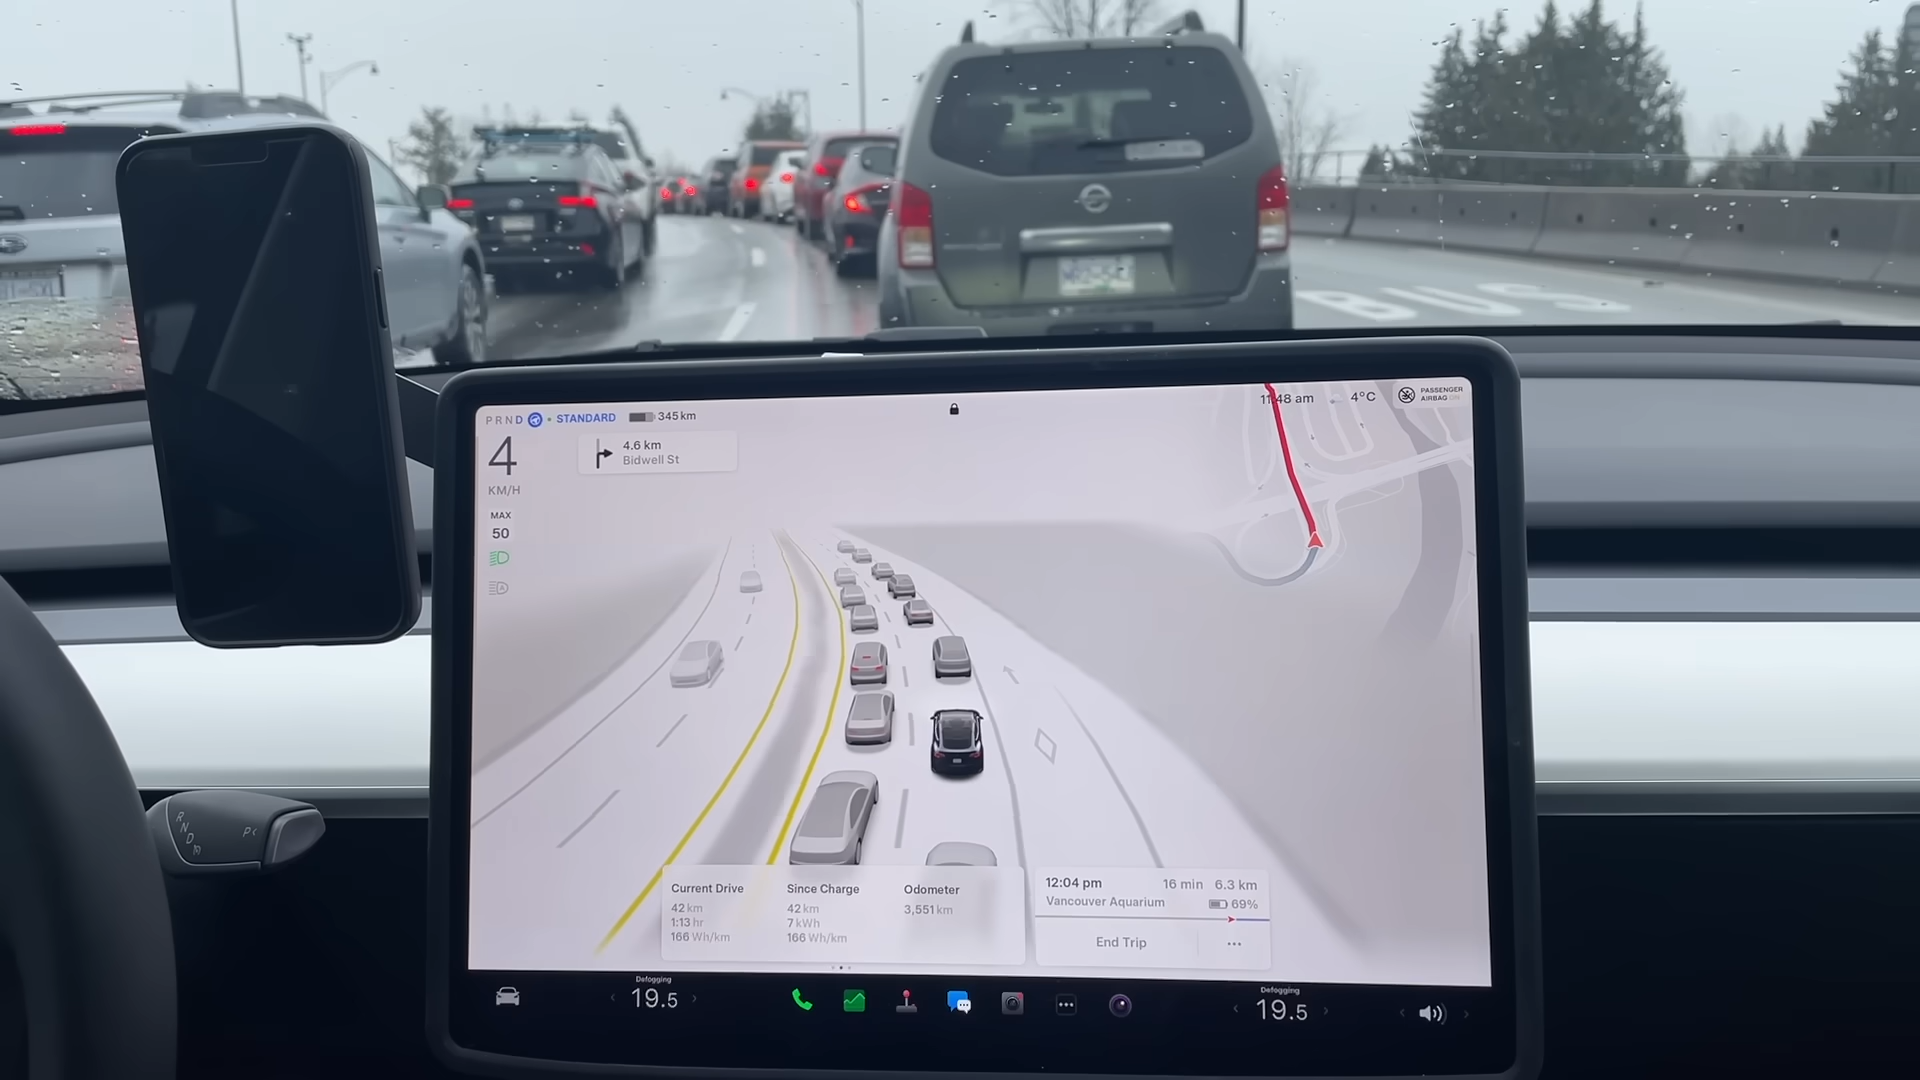 BUS
P R N D
STANDARD
345 km
11:48 am
4°C
PASSENGER
AIRBAG ON
4
KM/H
4.6 km
Bidwell St
MAX
50
Current Drive
42 km
1:13 hr
166 Wh/km
Since Charge
42 km
7 kWh
166 Wh/km
Odometer
3,551 km
12:04 pm
16 min
6.3 km
Vancouver Aquarium
69%
End Trip
R
N
D
P
Defogging
19.5
Defogging
19.5